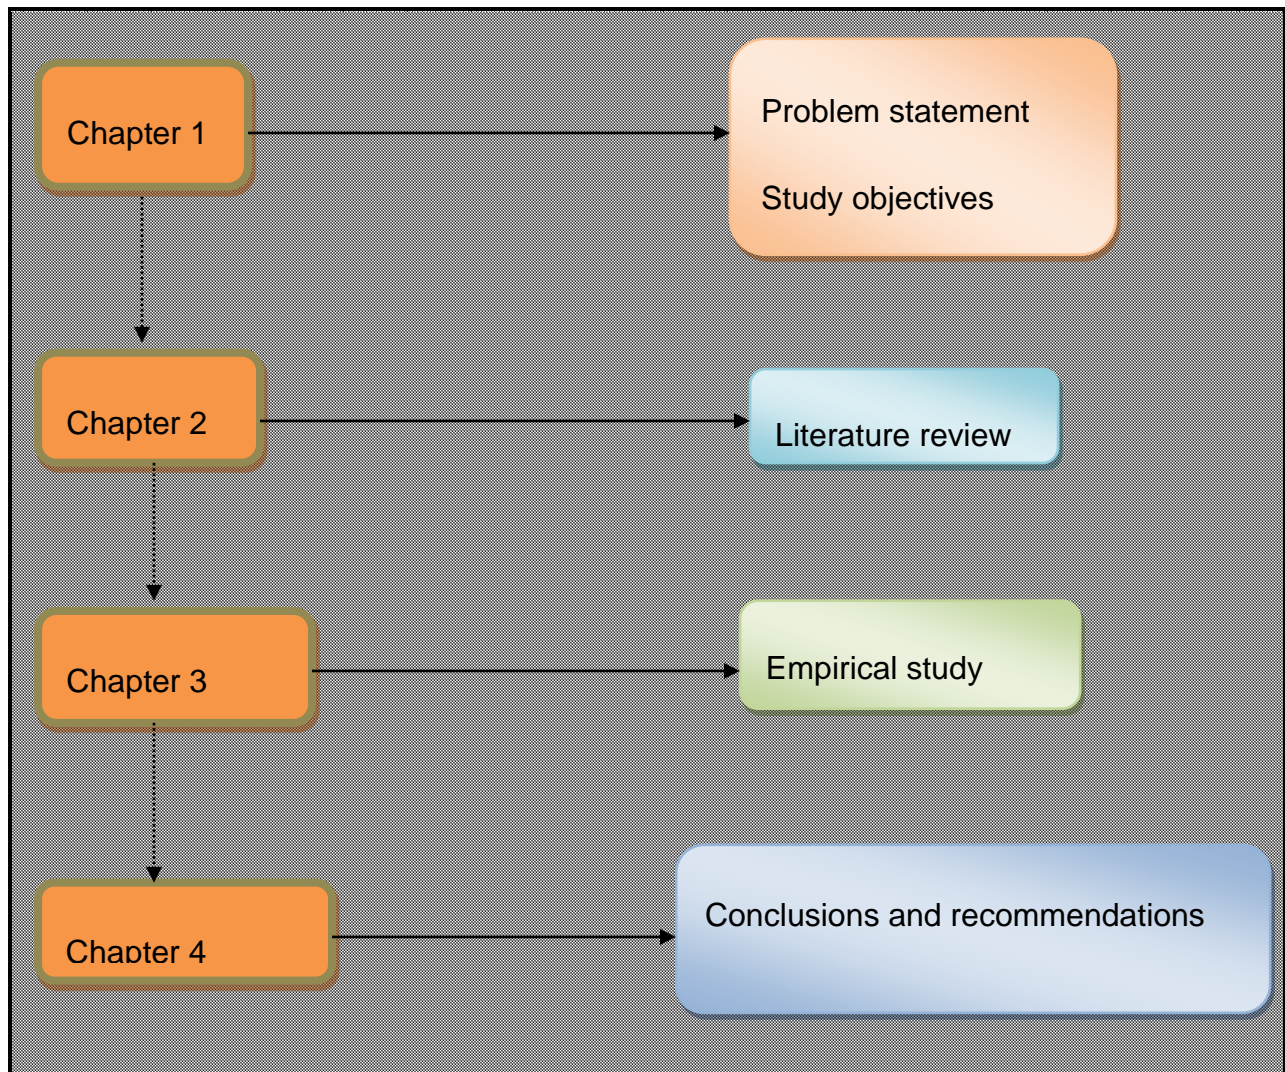 Chapter 1
Problem statement
Study objectives
Chapter 2
Literature review
Chapter 3
Empirical study
Chapter 4
Conclusions and recommendations